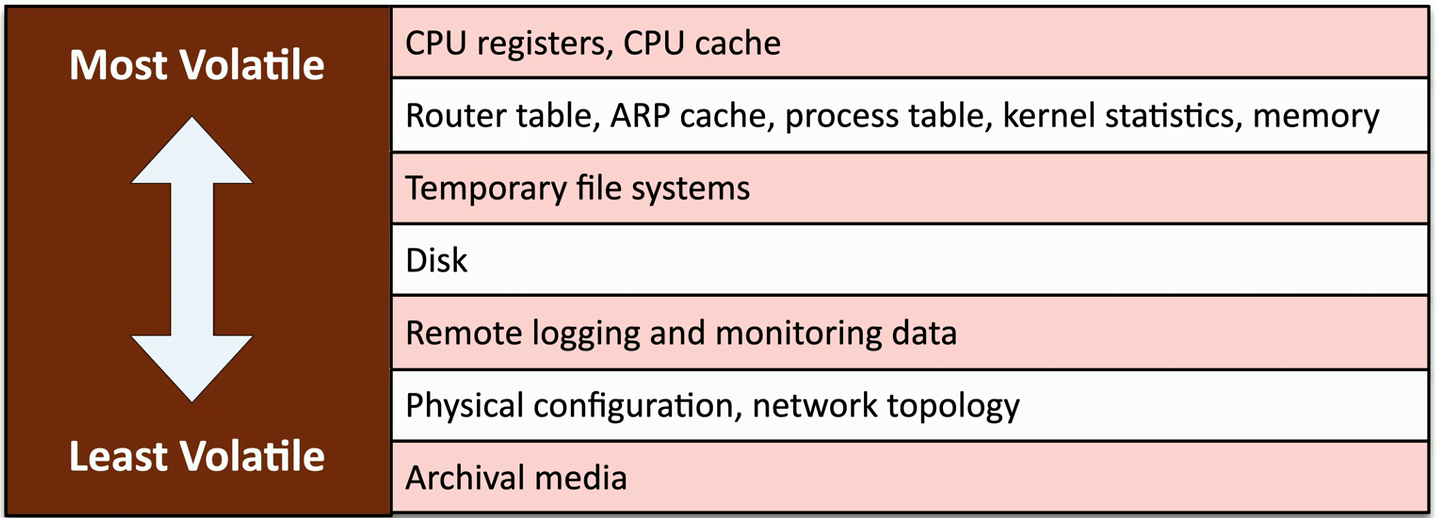 Most Volatile
Least Volatile
CPU registers, CPU cache
Router table, ARP cache, process table, kernel statistics, memory
Temporary file systems
Disk
Remote logging and monitoring data
Physical configuration, network topology
Archival media